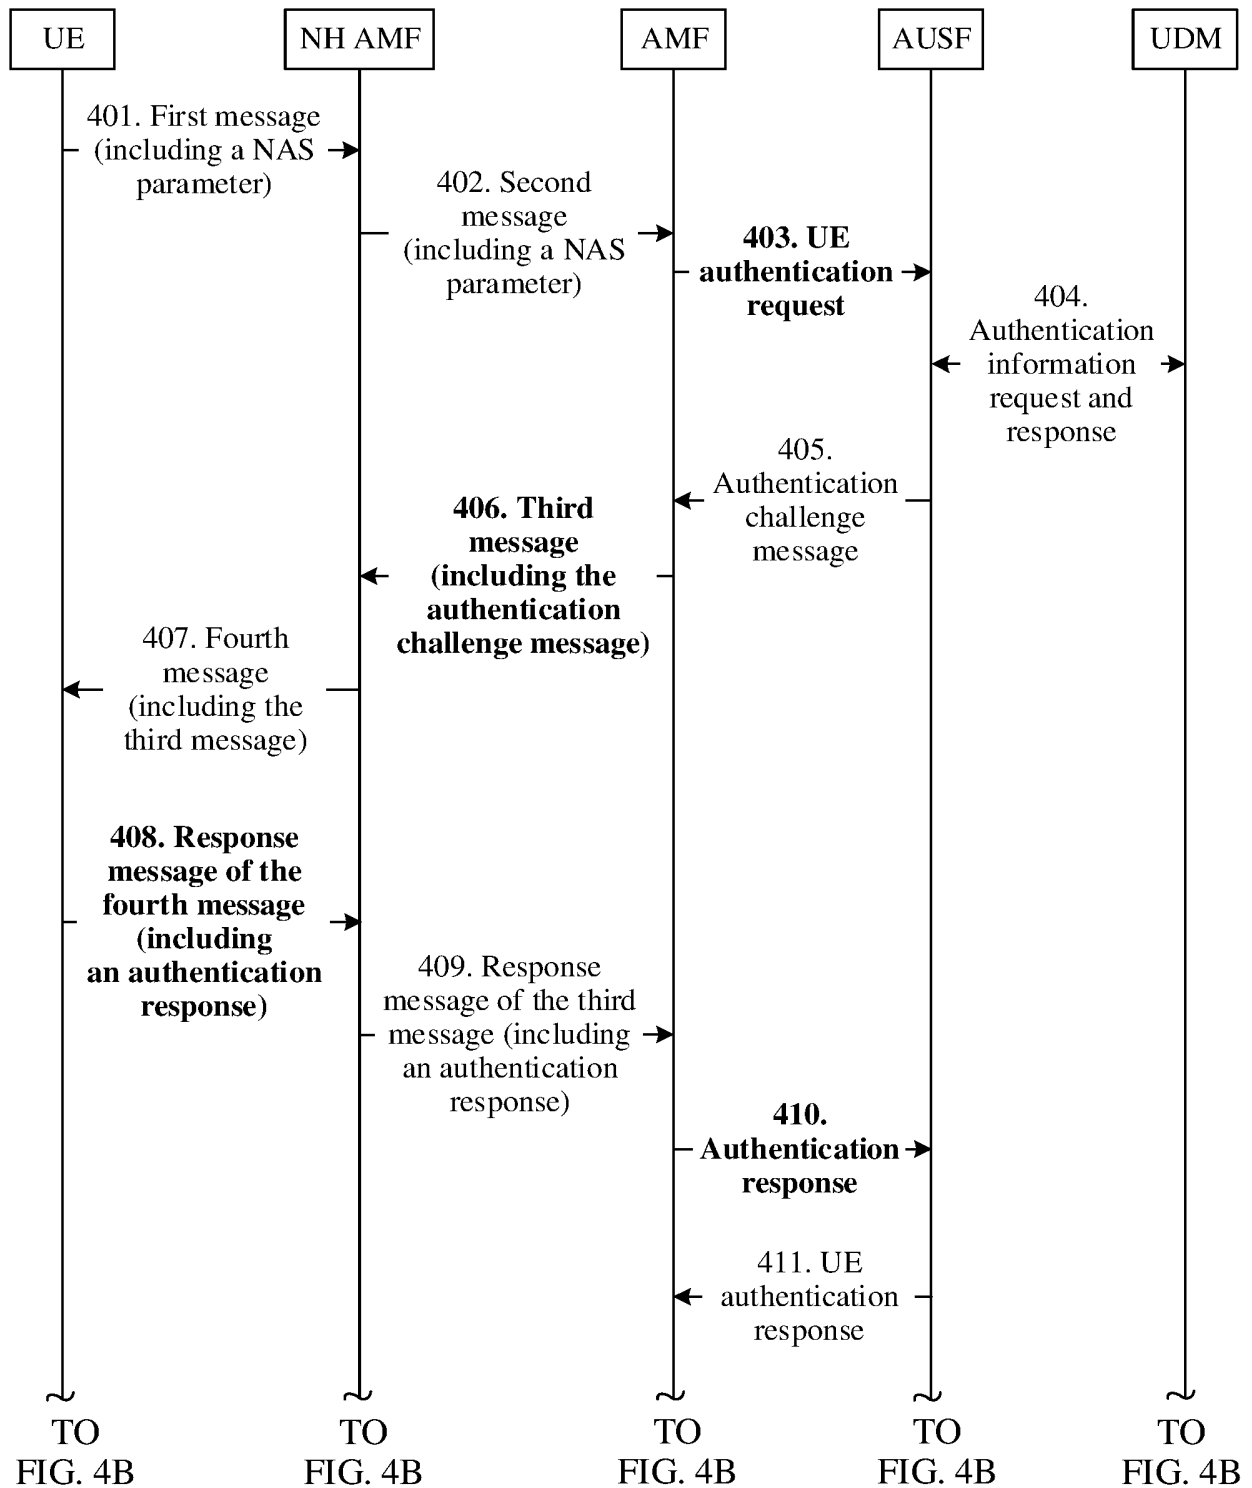 UE
NH AMF
AMF
AUSF
UDM
401. First message
(including a NAS
parameter)
402. Second
message
(including a NAS
parameter)
403. UE
authentication
request
404.
Authentication
information
request and
response
405.
Authentication
challenge
message
406. Third
message
(including the
authentication
challenge message)
407. Fourth
message
(including the
third message)
408. Response
message of the
fourth message
(including
an authentication
response)
409. Response
message of the third
message (including
an authentication
response)
410.
Authentication
response
411. UE
authentication
response
TO
FIG. 4B
TO
FIG. 4B
TO
FIG. 4B
TO
FIG. 4B
TO
FIG. 4B